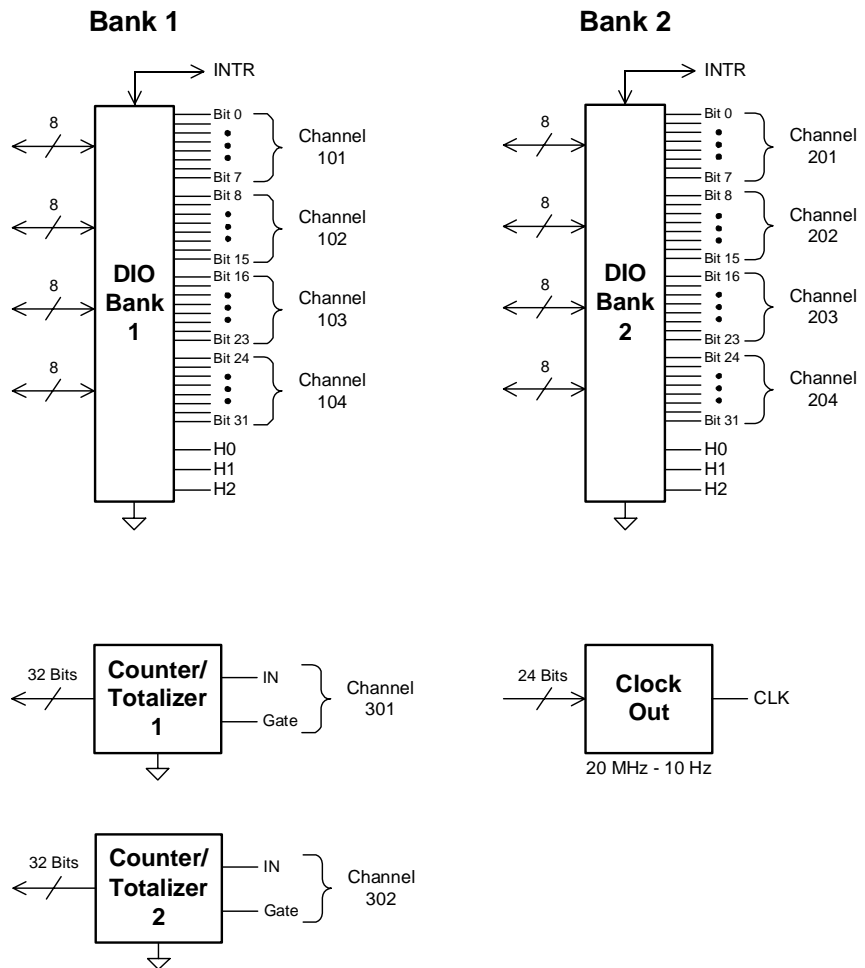 Bank 1
INTR
8
8
8
8
DIO
Bank
1
Bit 0
Bit 7
Channel
101
Bit 8
Bit 15
Channel
102
Bit 16
Bit 23
Channel
103
Bit 24
Bit 31
Channel
104
H0
H1
H2
Bank 2
INTR
8
8
8
8
DIO
Bank
2
Bit 0
Bit 7
Channel
201
Bit 8
Bit 15
Channel
202
Bit 16
Bit 23
Channel
203
Bit 24
Bit 31
Channel
204
H0
H1
H2
32 Bits
Counter/
Totalizer
1
IN
Gate
Channel
301
24 Bits
Clock
Out
CLK
20 MHz - 10 Hz
32 Bits
Counter/
Totalizer
2
IN
Gate
Channel
302